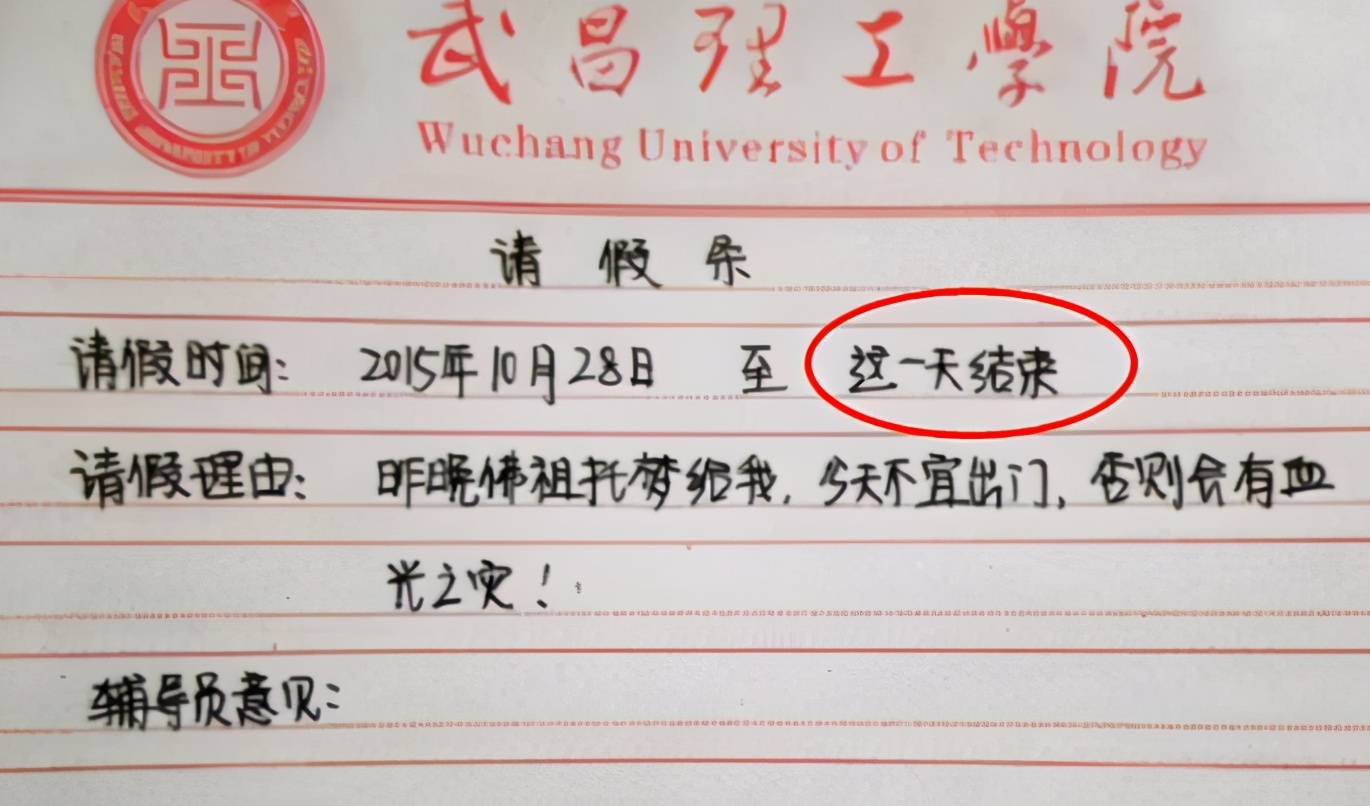 武昌理工學院
Wuchang University of Technology
请假条
请假时间: 2015年10月28日 至 这一天结束
请假理由: 昨晚佛祖托梦给我, 今天不宜出门, 否则会有血
光之灾!
辅导员意见: